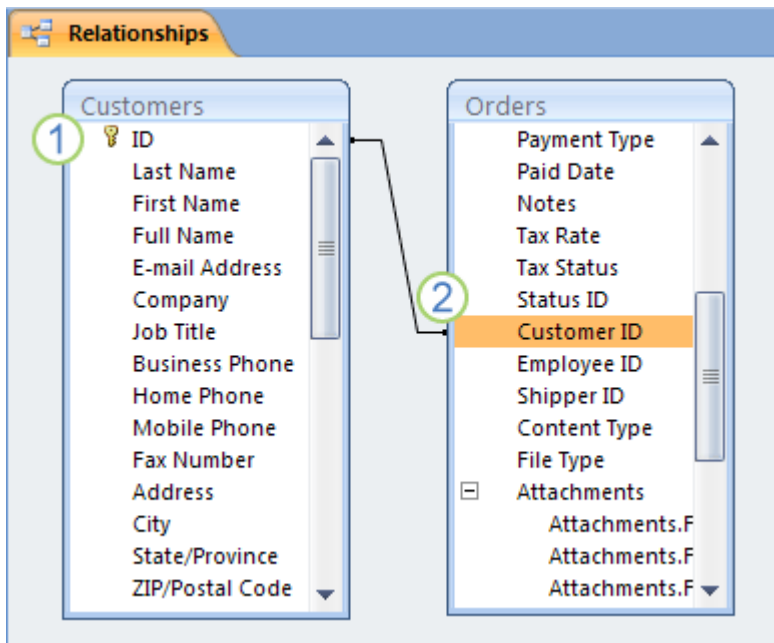 Relationships
Customers
1
ID
Last Name
First Name
Full Name
E-mail Address
Company
Job Title
Business Phone
Home Phone
Mobile Phone
Fax Number
Address
City
State/Province
ZIP/Postal Code
Orders
Payment Type
Paid Date
Notes
Tax Rate
Tax Status
Status ID
2
Customer ID
Employee ID
Shipper ID
Content Type
File Type
Attachments
Attachments.F
Attachments.F
Attachments.F